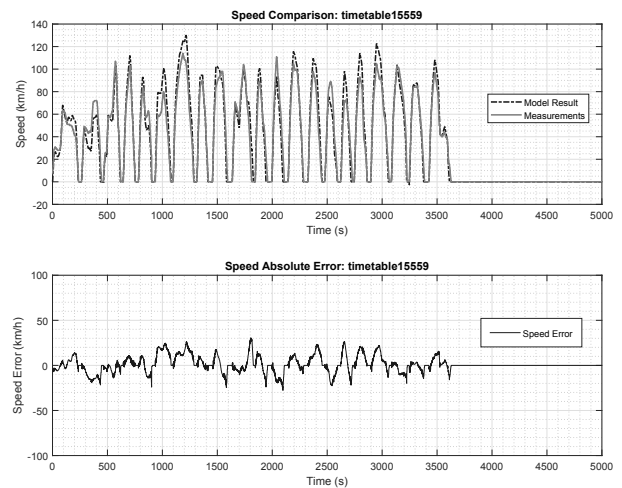 Speed Comparison: timetable15559
140
120
100
80
60
40
20
0
-20
Speed (km/h)
Model Result
Measurements
0 500 1000 1500 2000 2500 3000 3500 4000 4500 5000
Time (s)
Speed Absolute Error: timetable15559
100
50
0
-50
-100
Speed Error (km/h)
Speed Error
0 500 1000 1500 2000 2500 3000 3500 4000 4500 5000
Time (s)